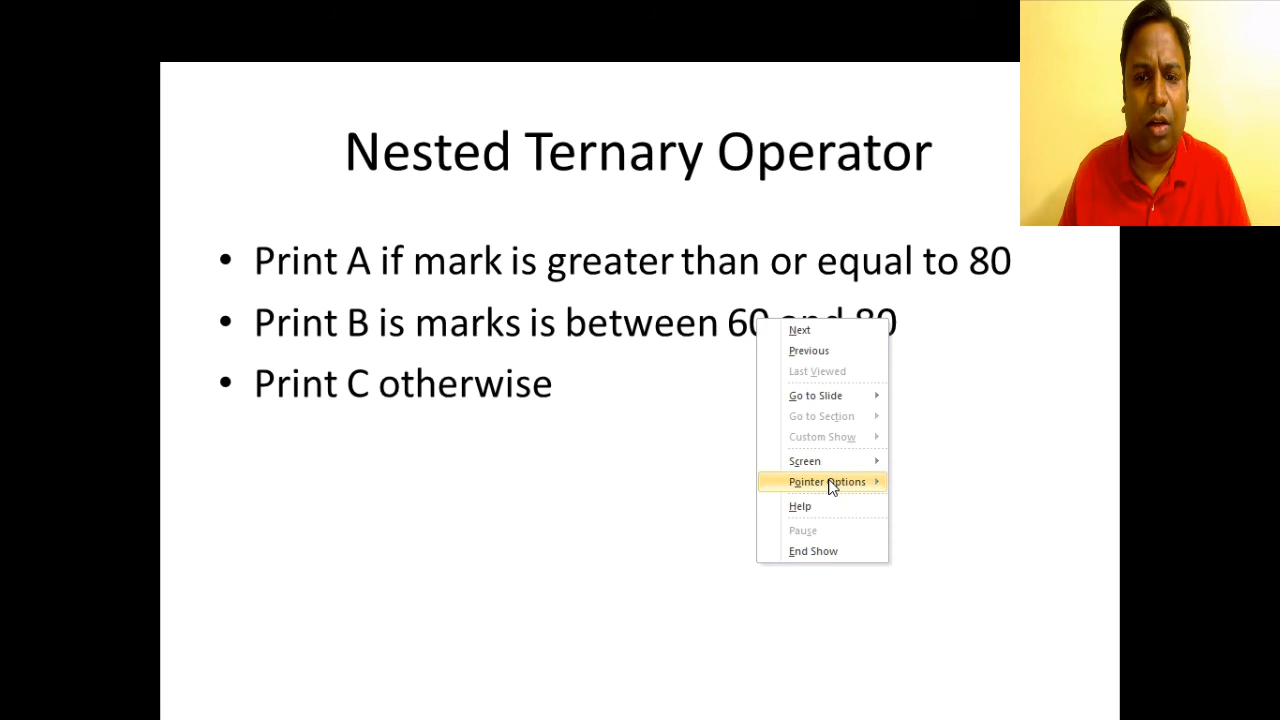 Nested Ternary Operator
• Print A if mark is greater than or equal to 80
• Print B is marks is between 60 and 80
• Print C otherwise
Next
Previous
Last Viewed
Go to Slide
Go to Section
Custom Show
Screen
Pointer Options
Help
Pause
End Show